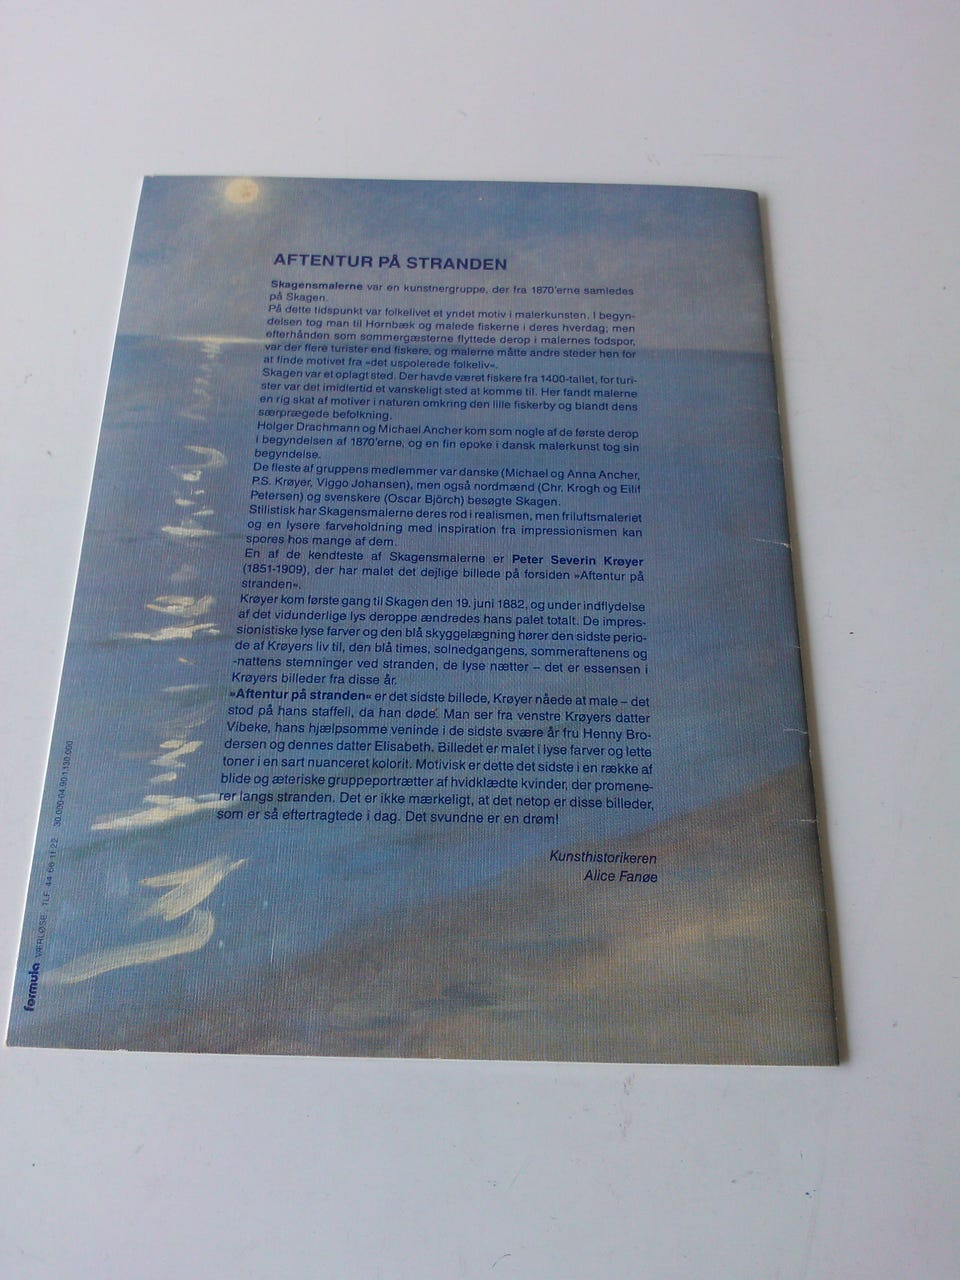 AFTENTUR PÅ STRANDEN
Skagensmalerne var en kunstnergruppe, der fra 1870'erne samledes
på Skagen.
På dette tidspunkt var folkelivet et yndet motiv i malerkunsten. I begyn-
delsen tog man til Hornbæk og malede fiskerne i deres hverdag; men
efterhånden som sommergæsterne flyttede derop i malernes fodspor,
var der flere turister end fiskere, og malerne måtte andre steder hen for
at finde motivet fra »det uspolerede folkeliv«.
Skagen var et oplagt sted. Der havde været fiskere fra 1400-tallet, for turi-
ster var det imidlertid et vanskeligt sted at komme til. Her fandt malerne
en rig skat af motiver i naturen omkring den lille fiskerby og blandt dens
særprægede befolkning.
Holger Drachmann og Michael Ancher kom som nogle af de første derop
i begyndelsen af 1870'erne, og en fin epoke i dansk malerkunst tog sin
begyndelse.
De fleste af gruppens medlemmer var danske (Michael og Anna Ancher,
P.S. Krøyer, Viggo Johansen), men også nordmænd (Chr. Krogh og Eilif
Petersen) og svenskere (Oscar Björch) besøgte Skagen.
Stilistisk har Skagensmalerne deres rod i realismen, men friluftsmaleriet
og en lysere farveholdning med inspiration fra impressionismen kan
spores hos mange af dem.
En af de kendteste af Skagensmalerne er Peter Severin Krøyer
(1851-1909), der har malet det dejlige billede på forsiden »Aftentur på
stranden«.
Krøyer kom første gang til Skagen den 19. juni 1882, og under indflydelse
af det vidunderlige lys deroppe ændredes hans palet totalt. De impres-
sionistiske lyse farver og den blå skyggelægning hører den sidste perio-
de af Krøyers liv til, den blå times, solnedgangens, sommeraftenens og
-nattens stemninger ved stranden, de lyse nætter – det er essensen i
Krøyers billeder fra disse år.
»Aftentur på stranden« er det sidste billede, Krøyer nåede at male – det
stod på hans staffeli, da han døde. Man ser fra venstre Krøyers datter
Vibeke, hans hjælpsomme veninde i de sidste svære år fru Henny Bro-
dersen og dennes datter Elisabeth. Billedet er malet i lyse farver og lette
toner i en sart nuanceret kolorit. Motivisk er dette det sidste i en række af
blide og æteriske gruppeportrætter af hvidklædte kvinder, der promene-
rer langs stranden. Det er ikke mærkeligt, at det netop er disse billeder,
som er så eftertragtede i dag. Det svundne er en drøm!
Kunsthistorikeren
Alice Fanøe
formula VÆRLØSE TLF. 44 66 11 22 30.000-04.90-1.130.000